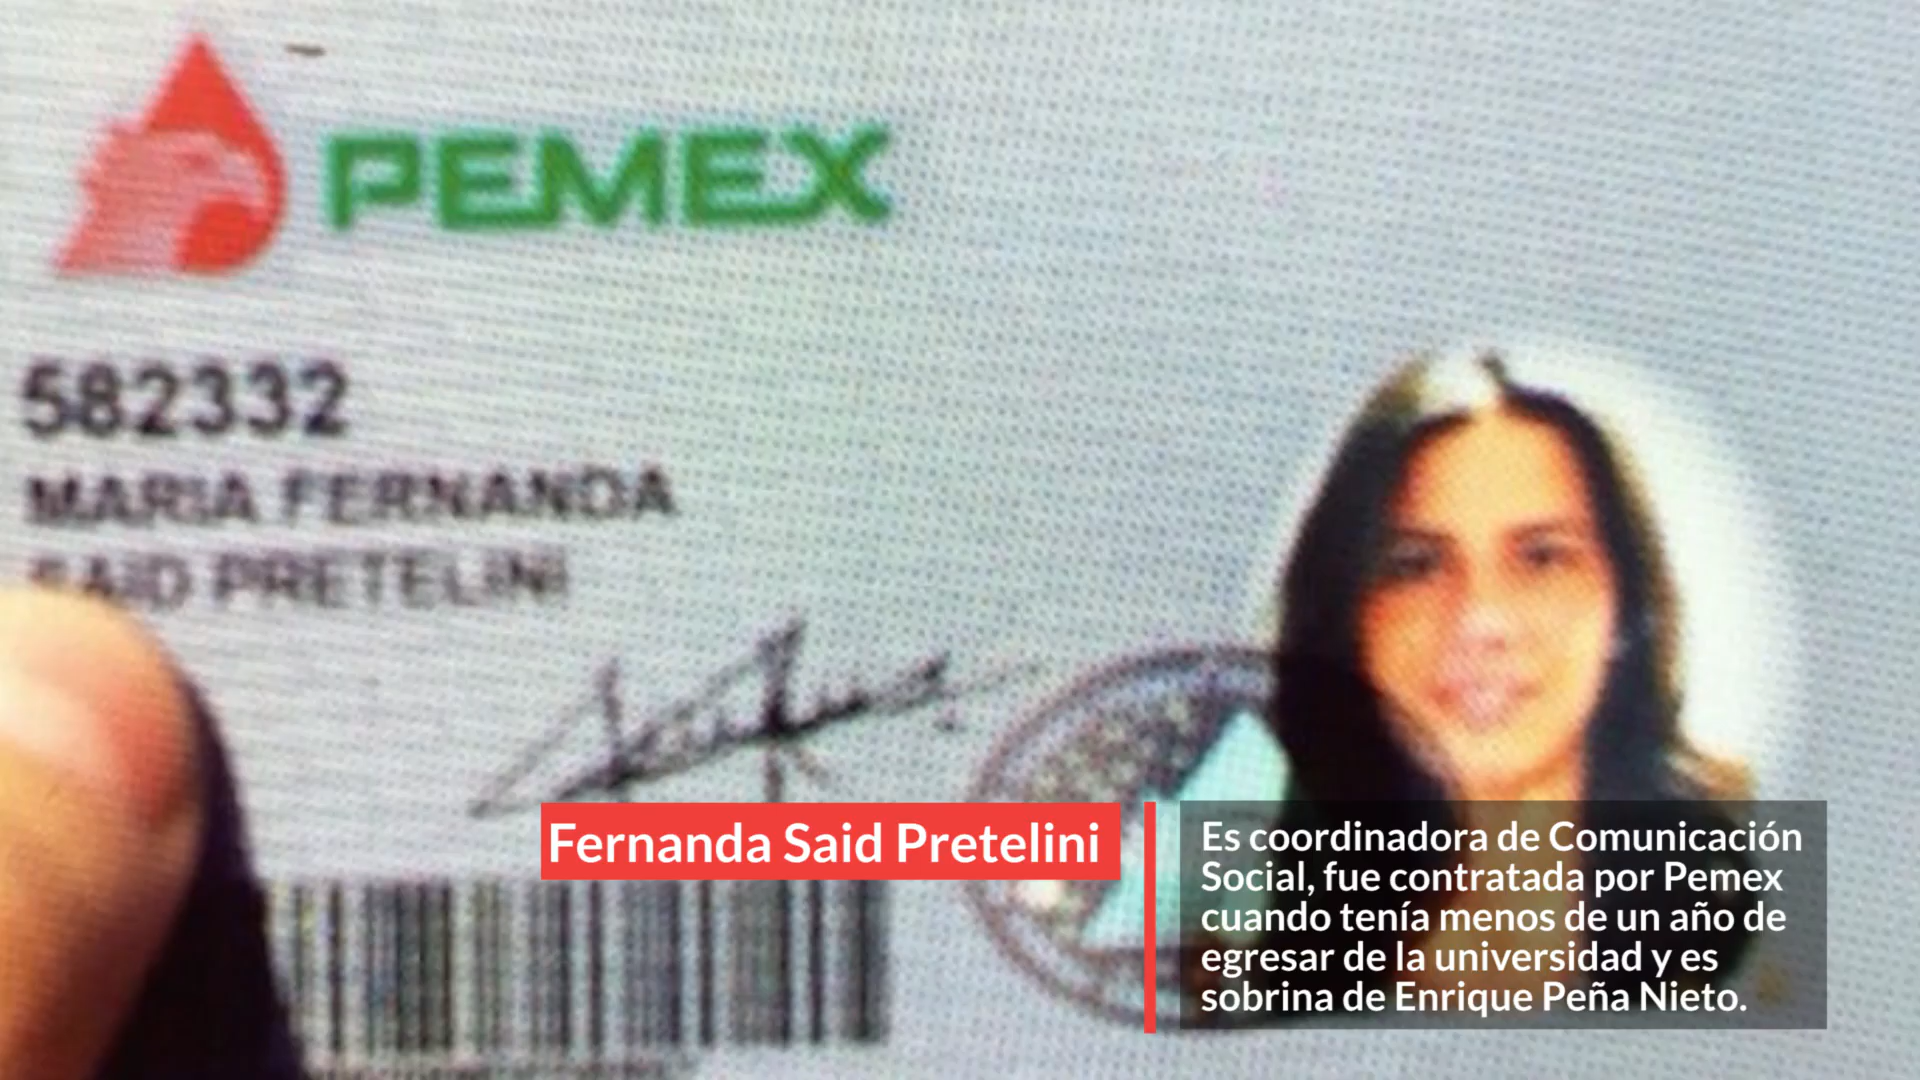 PEMEX
582332
MARIA FERNANDA
SAID PRETELINI
Fernanda Said Pretelini
Es coordinadora de Comunicación
Social, fue contratada por Pemex
cuando tenía menos de un año de
egresar de la universidad y es
sobrina de Enrique Peña Nieto.